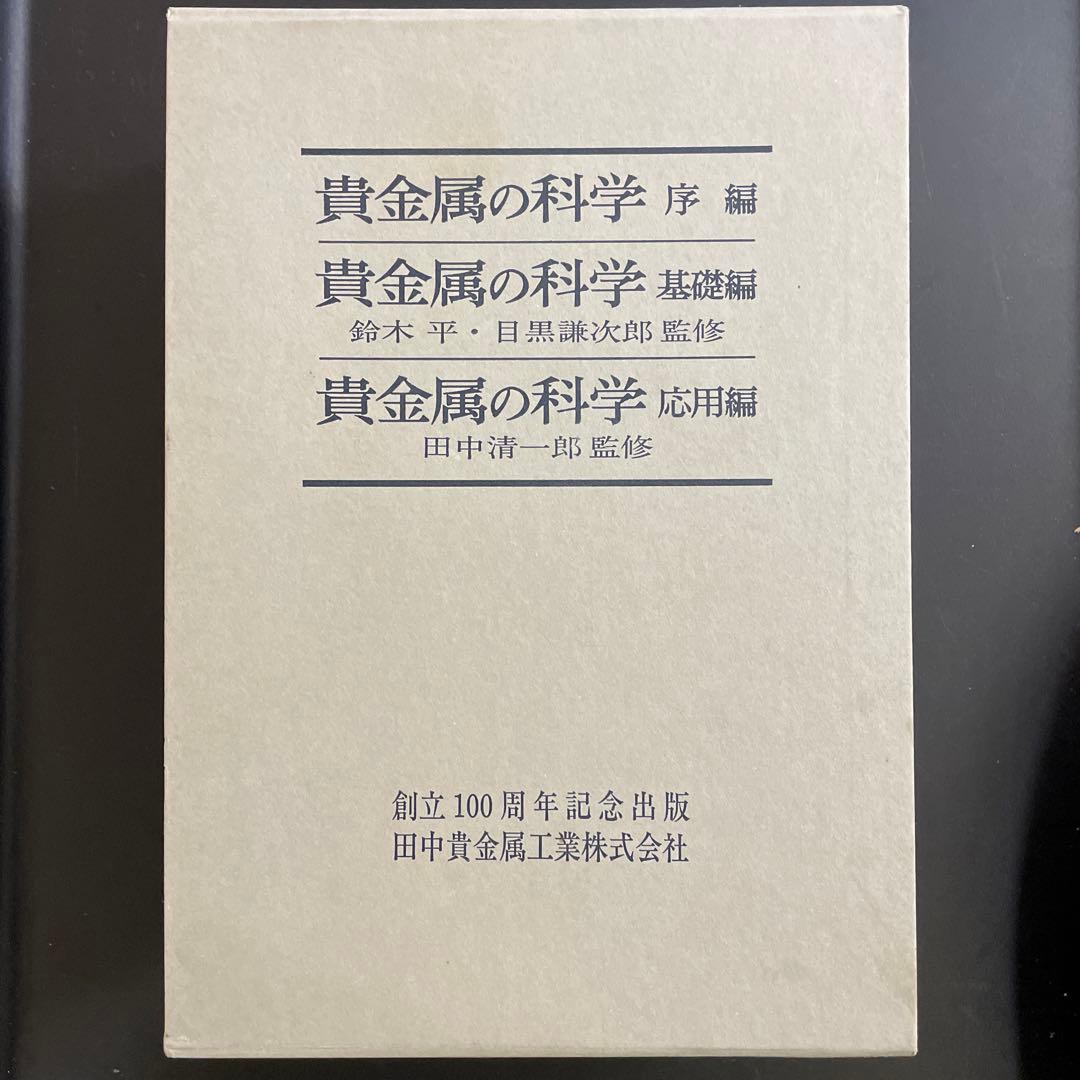 貴金属の科学 序編
貴金属の科学 基礎編
鈴木 平・目黒謙次郎 監修
貴金属の科学 応用編
田中清一郎 監修
創立100周年記念出版
田中貴金属工業株式会社